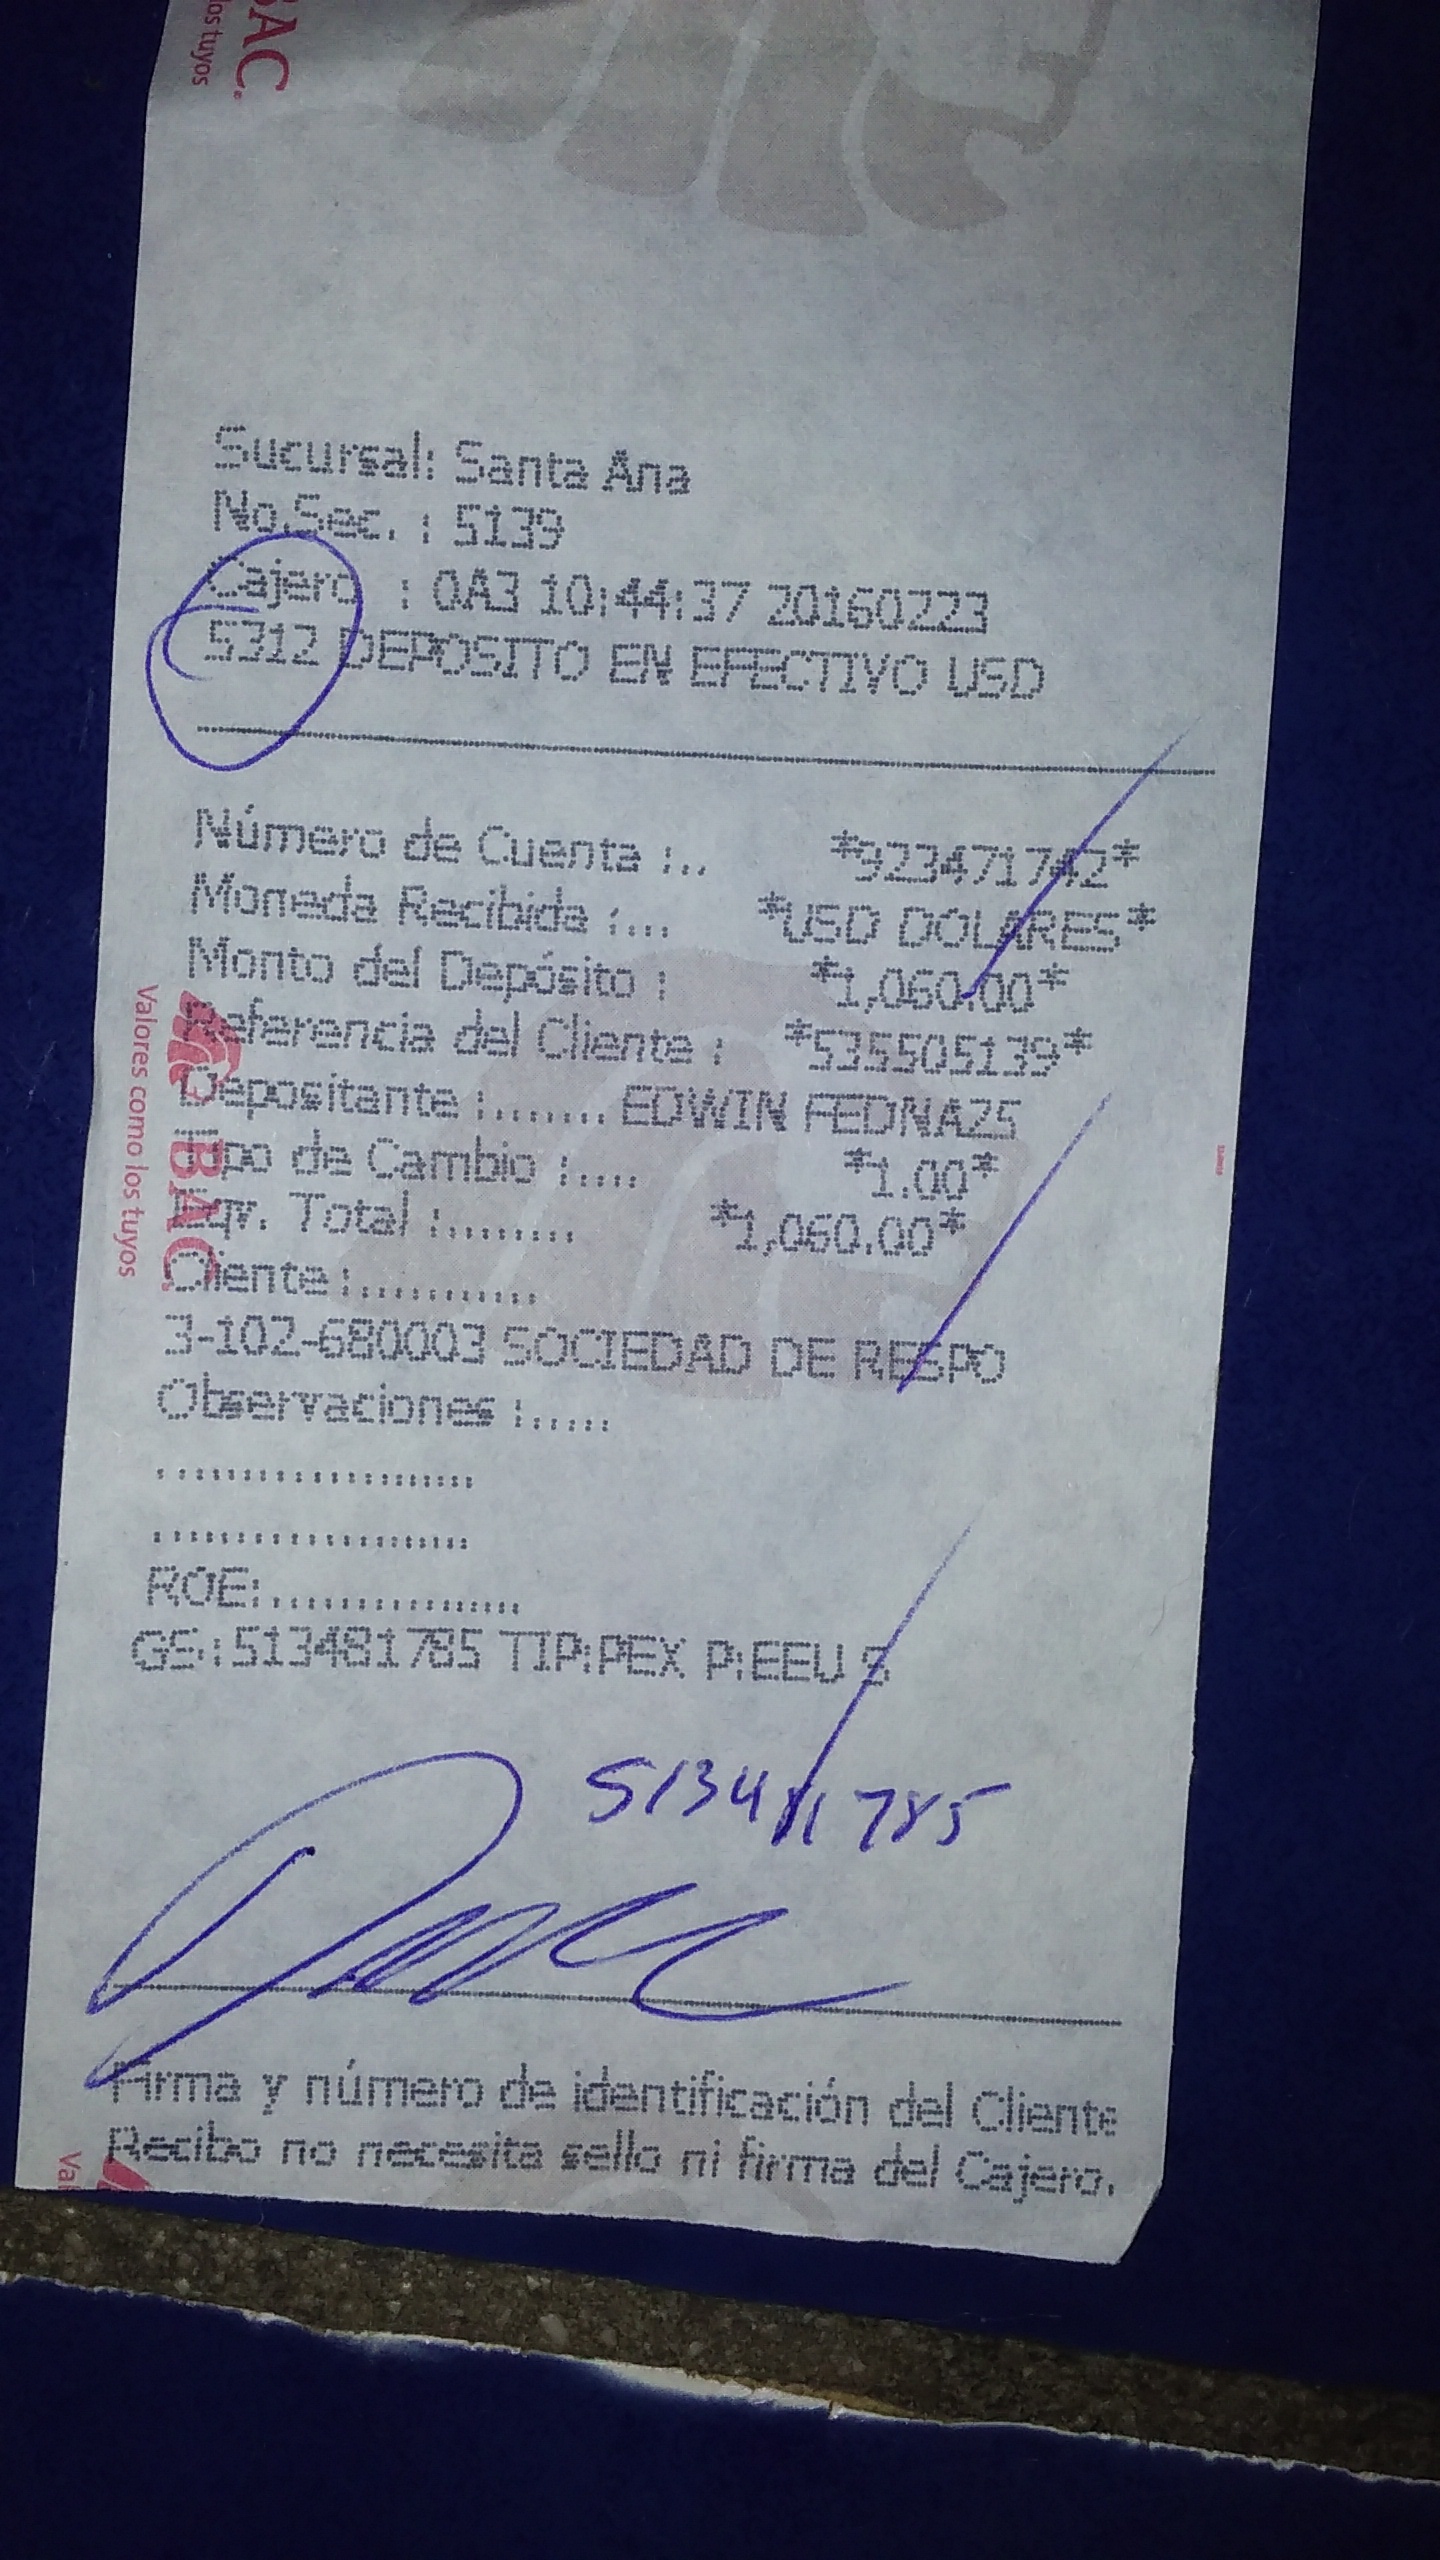 BAC
los tuyos
Sucursal: Santa Ana
No.Sec. : 5139
Cajero : 0A3 10:44:37 20160223
5312 DEPOSITO EN EFECTIVO USD
Número de Cuenta :.. *923471742*
Moneda Recibida :... *USD DOLARES*
Monto del Depósito : *1,060.00*
Referencia del Cliente : *535505139*
Depositante :....... EDWIN FEDNAZS
Tipo de Cambio :.... *1.00*
Eqv. Total :........ *1,060.00*
Cliente :...........
3-102-680003 SOCIEDAD DE RESPO
Observaciones :.....
.....................
.....................
ROE:.................
GS:513481785 TIP:PEX P:EEU S
513481785
Firma y número de identificación del Cliente
Recibo no necesita sello ni firma del Cajero.
BAC
Valores como los tuyos
Val